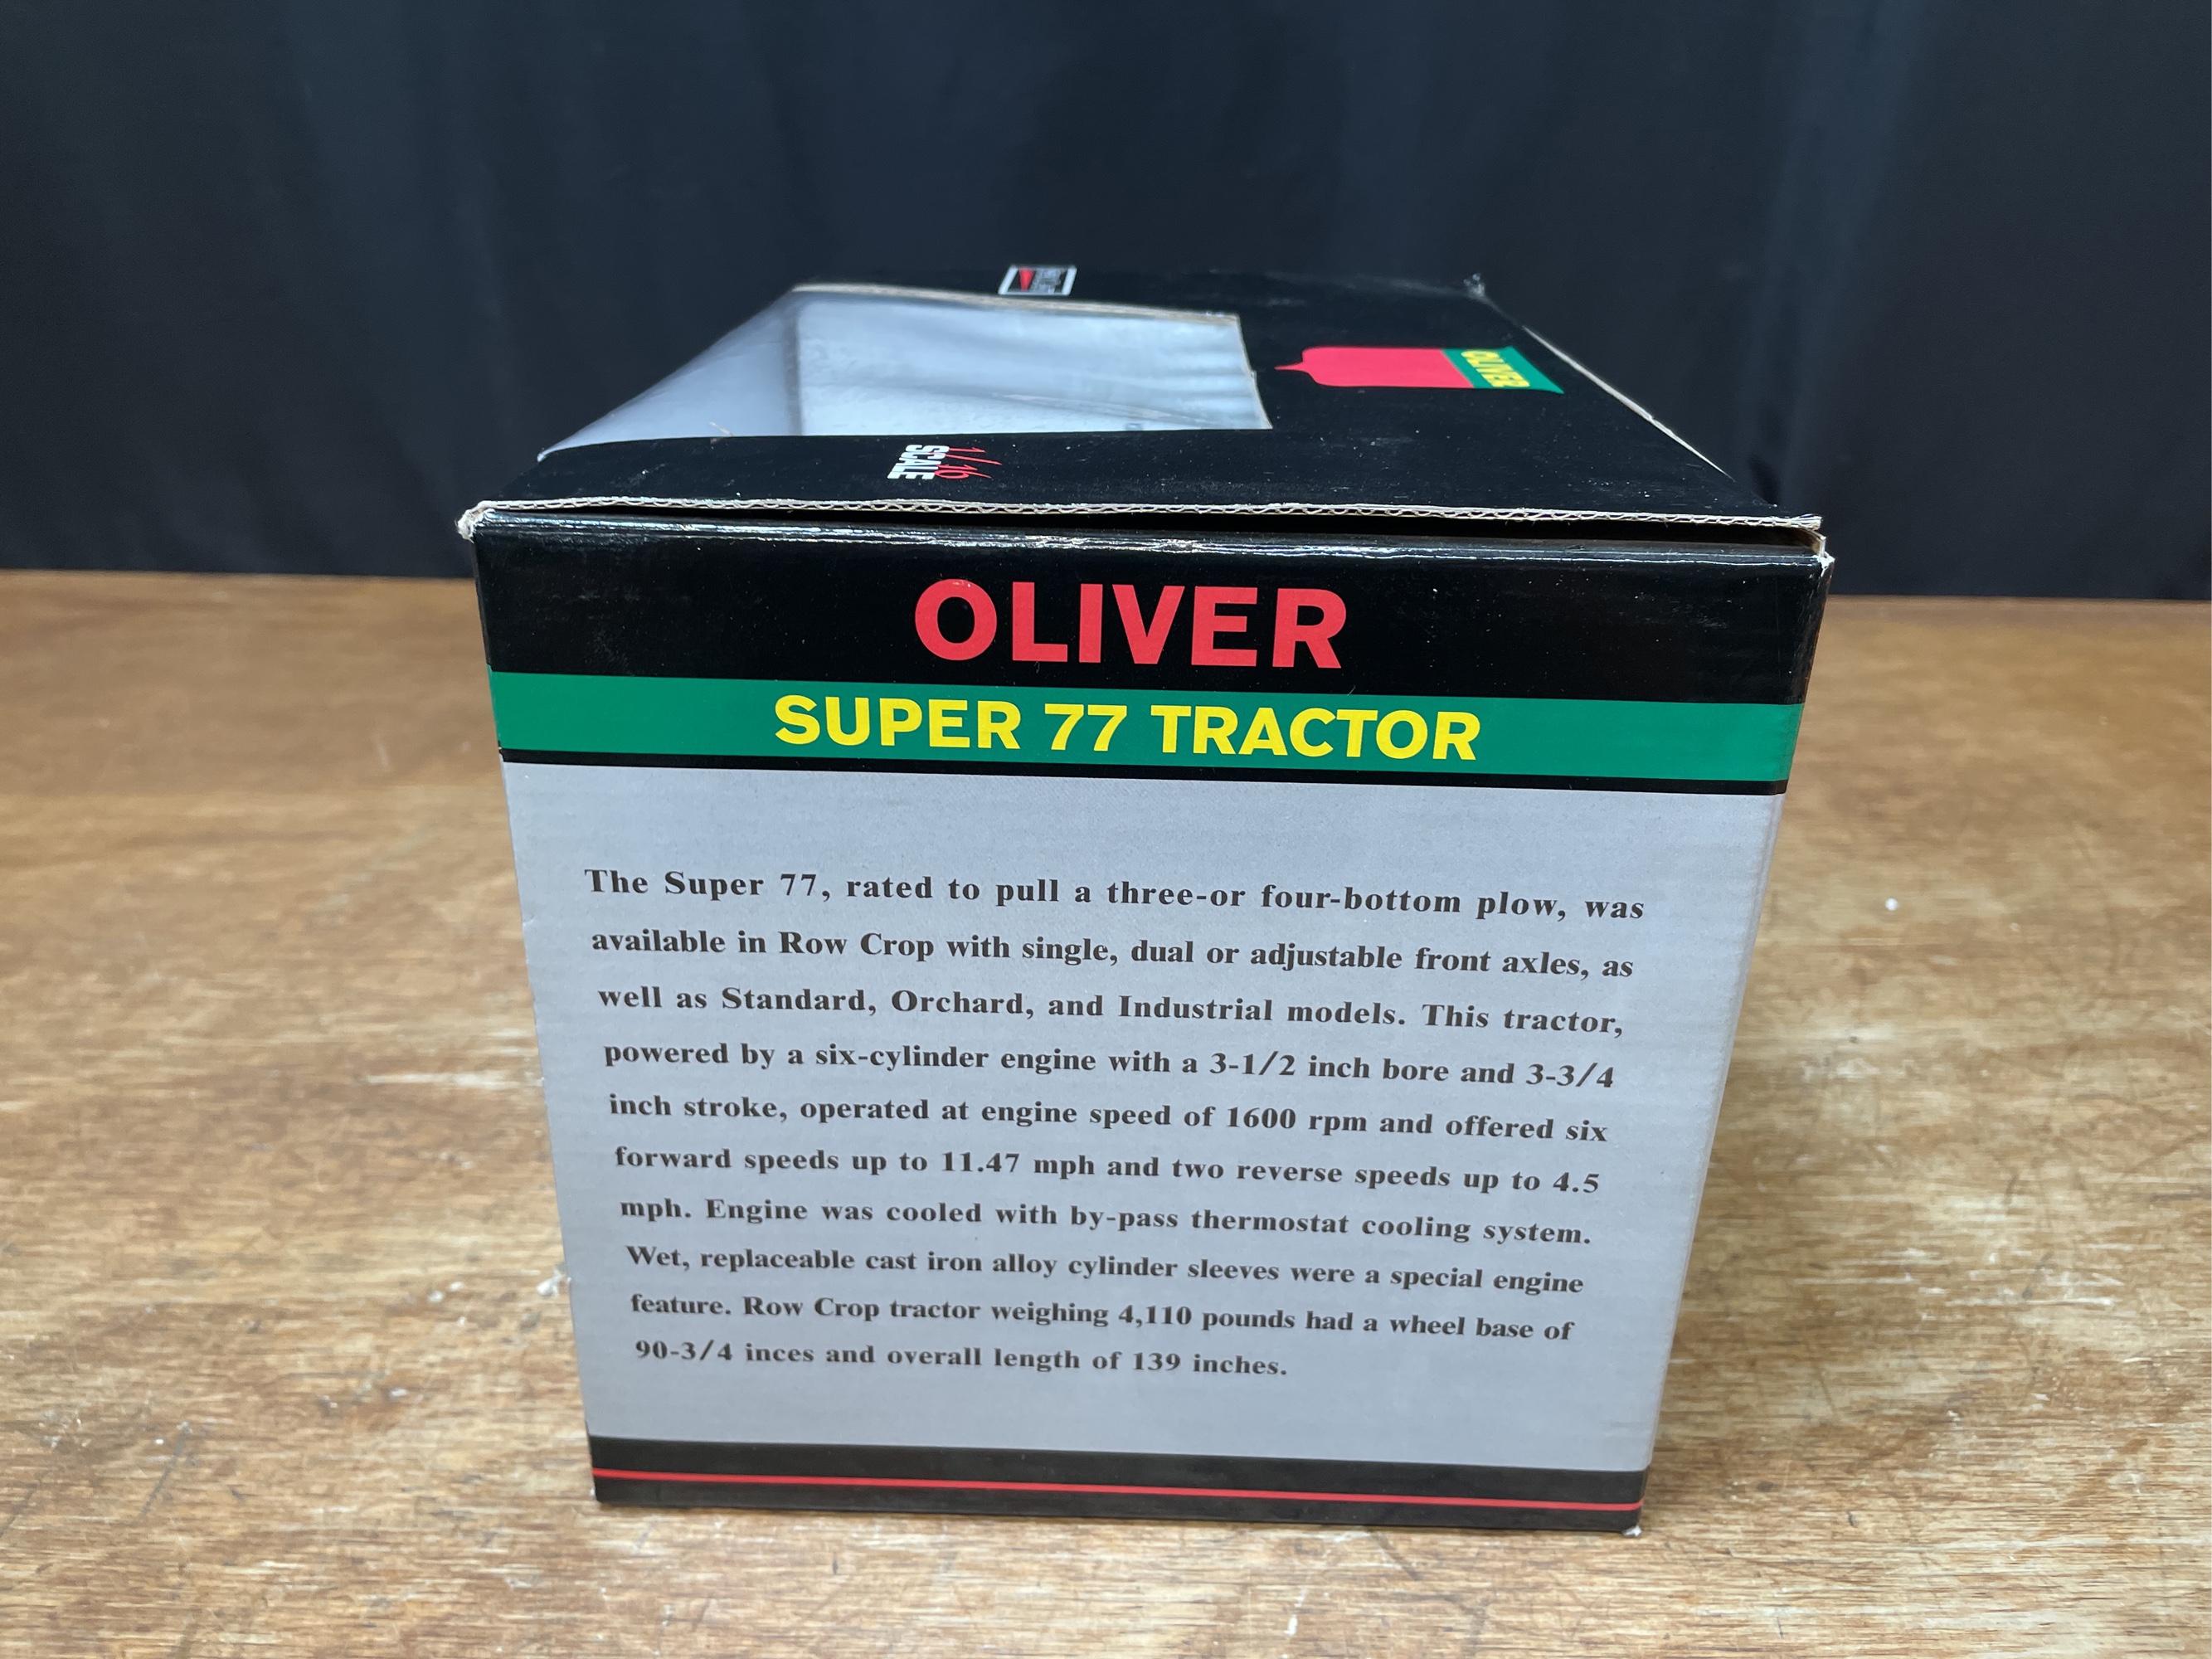 OLIVER
1/16
SCALE
OLIVER
SUPER 77 TRACTOR
The Super 77, rated to pull a three-or four-bottom plow, was
available in Row Crop with single, dual or adjustable front axles, as
well as Standard, Orchard, and Industrial models. This tractor,
powered by a six-cylinder engine with a 3-1/2 inch bore and 3-3/4
inch stroke, operated at engine speed of 1600 rpm and offered six
forward speeds up to 11.47 mph and two reverse speeds up to 4.5
mph. Engine was cooled with by-pass thermostat cooling system.
Wet, replaceable cast iron alloy cylinder sleeves were a special engine
feature. Row Crop tractor weighing 4,110 pounds had a wheel base of
90-3/4 inces and overall length of 139 inches.